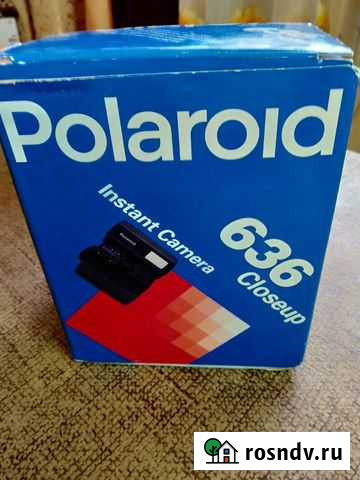 Polaroid
Instant Camera
636
Closeup
rosndv.ru